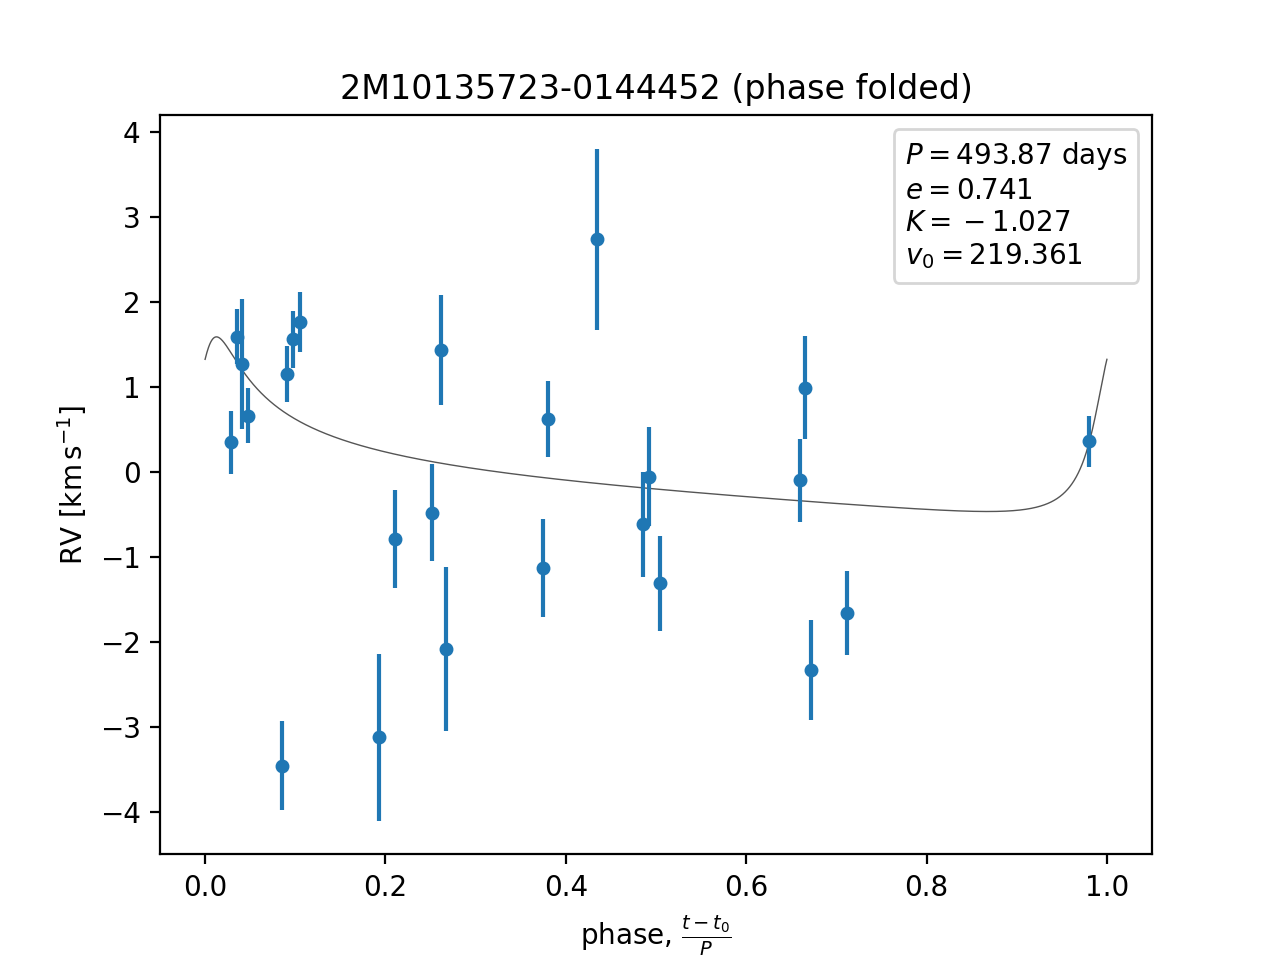 2M10135723-0144452 (phase folded)
P = 493.87 days
e = 0.741
K = −1.027
v₀ = 219.361
4
3
2
1
0
−1
−2
−3
−4
RV [km s⁻¹]
0.0 0.2 0.4 0.6 0.8 1.0
phase, (t − t₀)/P